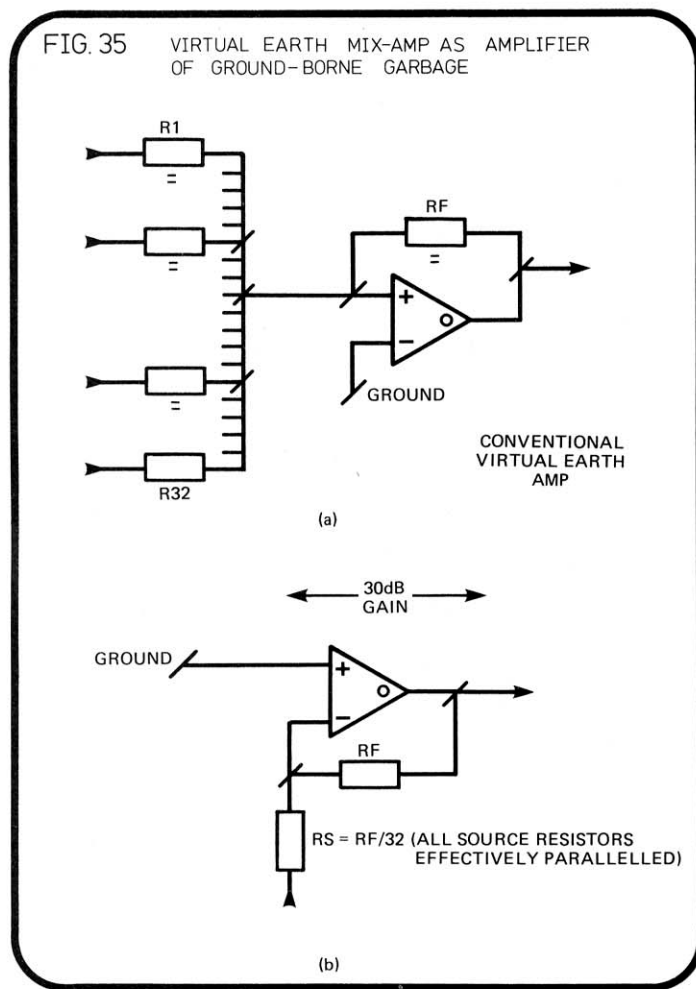 FIG. 35 VIRTUAL EARTH MIX-AMP AS AMPLIFIER
OF GROUND-BORNE GARBAGE
R1
=
=
=
R32
RF
=
+
O
−
GROUND
CONVENTIONAL
VIRTUAL EARTH
AMP
(a)
30dB
GAIN
GROUND
+
O
−
RF
RS = RF/32 (ALL SOURCE RESISTORS
EFFECTIVELY PARALLELLED)
(b)